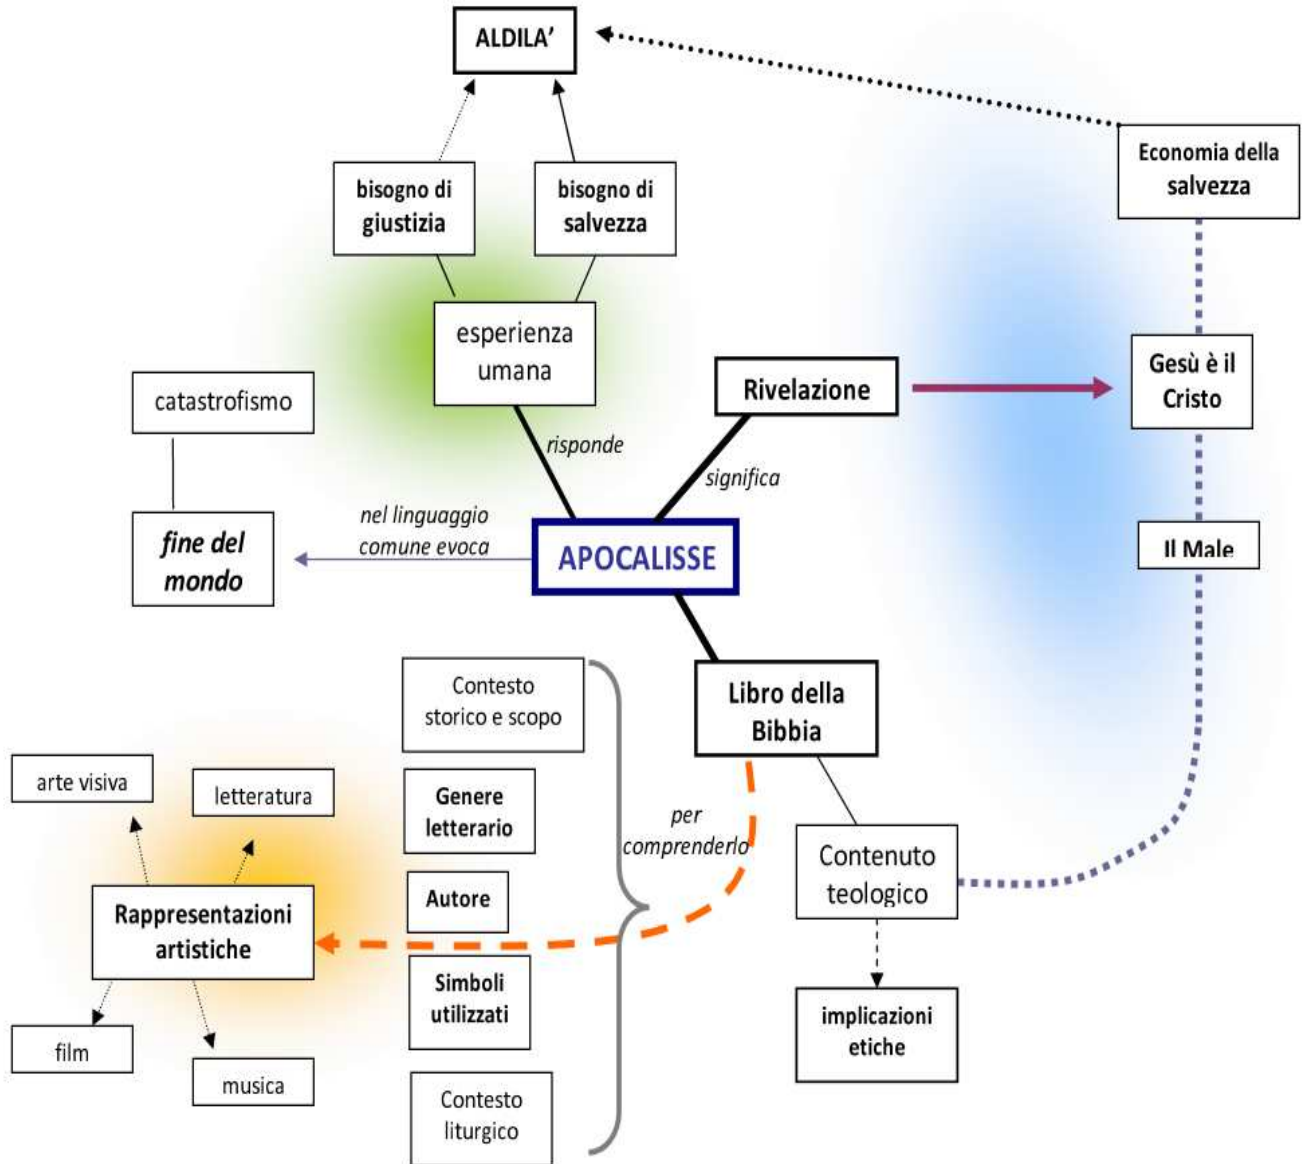 ALDILA’
Economia della
salvezza
bisogno di
giustizia
bisogno di
salvezza
esperienza
umana
Gesù è il
Cristo
Rivelazione
catastrofismo
risponde
significa
nel linguaggio
comune evoca
fine del
mondo
APOCALISSE
Il Male
Contesto
storico e scopo
Libro della
Bibbia
arte visiva
letteratura
Genere
letterario
per
comprenderlo
Contenuto
teologico
Rappresentazioni
artistiche
Autore
Simboli
utilizzati
implicazioni
etiche
film
musica
Contesto
liturgico